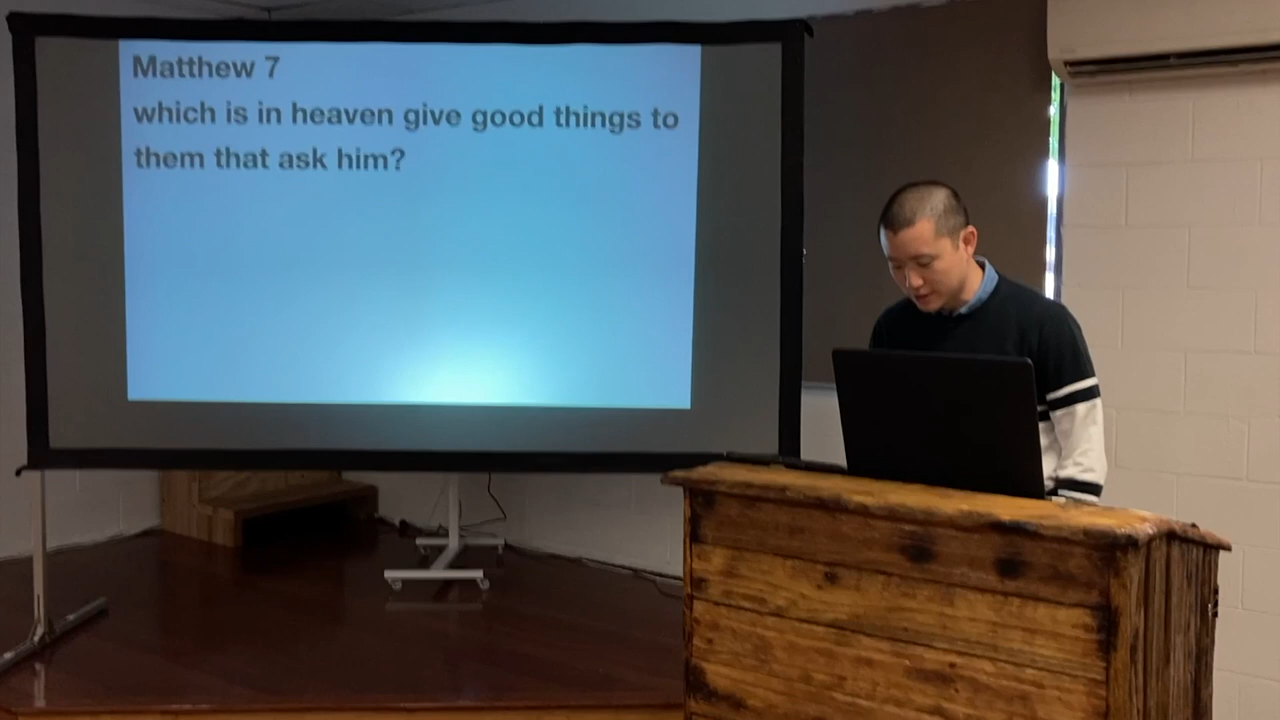 Matthew 7
which is in heaven give good things to
them that ask him?